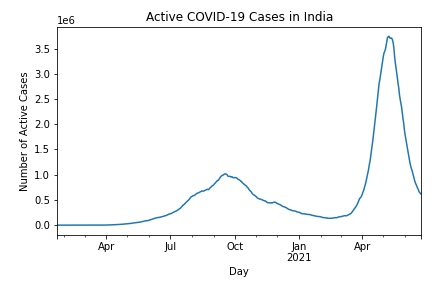 Active COVID-19 Cases in India
1e6
Number of Active Cases
3.5
3.0
2.5
2.0
1.5
1.0
0.5
0.0
Apr Jul Oct Jan Apr
2021
Day